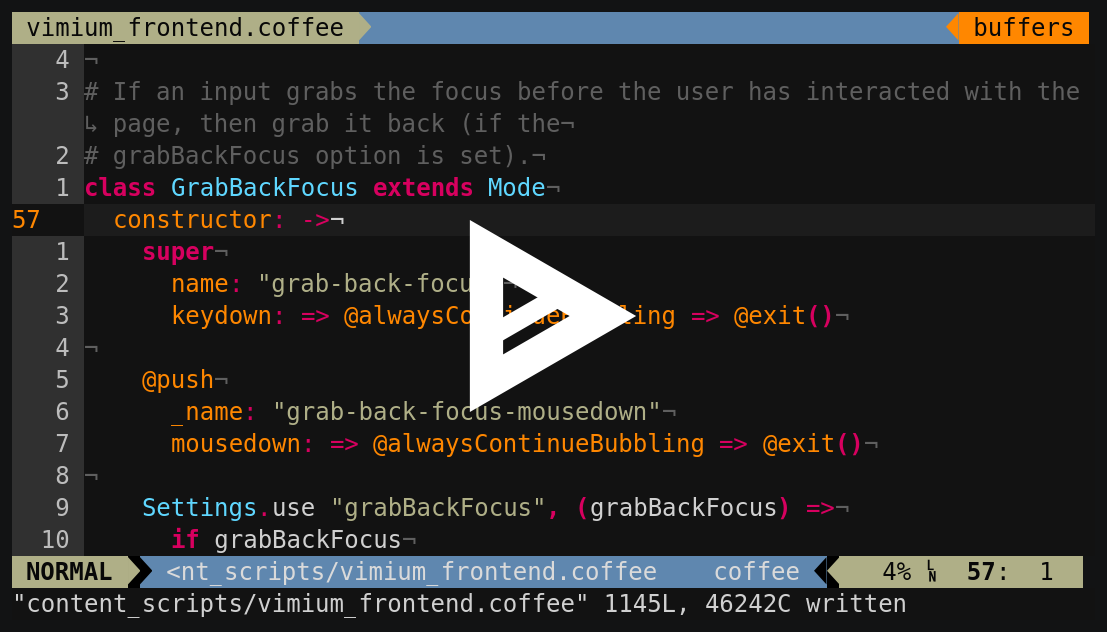 vimium_frontend.coffee buffers
4 ¬
3 # If an input grabs the focus before the user has interacted with the
↳ page, then grab it back (if the¬
2 # grabBackFocus option is set).¬
1 class GrabBackFocus extends Mode¬
57 constructor: ->¬
1 super¬
2 name: "grab-back-focu ¬
3 keydown: => @alwaysCo => @exit()¬
4 ¬
5 @push¬
6 _name: "grab-back-focus-mousedown"¬
7 mousedown: => @alwaysContinueBubbling => @exit()¬
8 ¬
9 Settings.use "grabBackFocus", (grabBackFocus) =>¬
10 if grabBackFocus¬
NORMAL <nt_scripts/vimium_frontend.coffee coffee 4% ␤ 57: 1
"content_scripts/vimium_frontend.coffee" 1145L, 46242C written